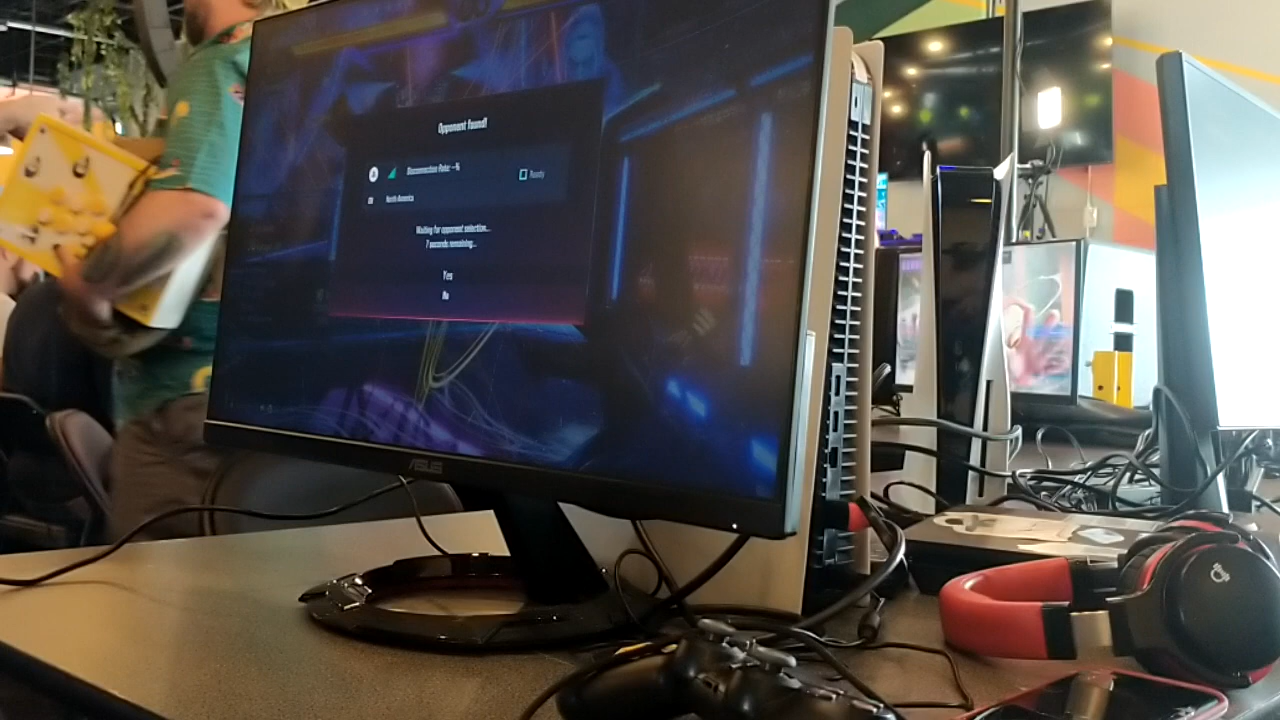 Opponent found!
Disconnection Rate: --%
Ready
North America
Waiting for opponent selection...
7 seconds remaining...
Yes
No
ASUS